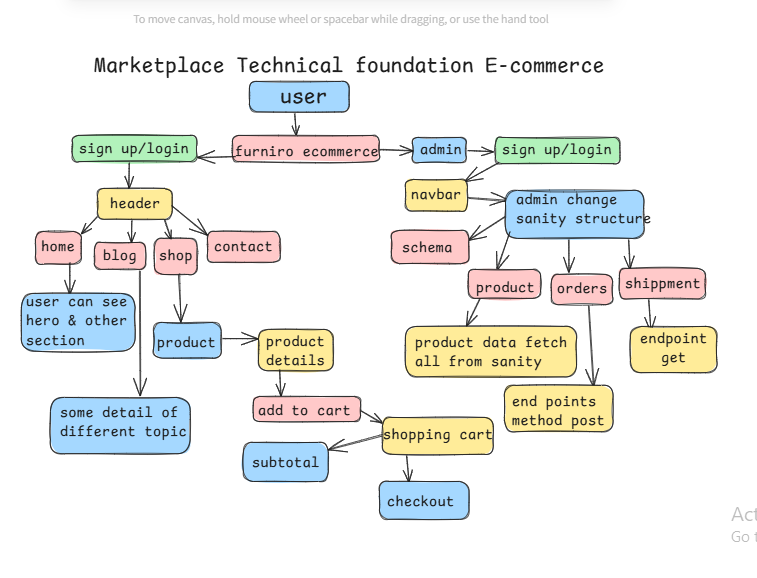 To move canvas, hold mouse wheel or spacebar while dragging, or use the hand tool
Marketplace Technical foundation E-commerce
user
sign up/login
furniro ecommerce
admin
sign up/login
header
navbar
admin change
sanity structure
home
blog
shop
contact
schema
product
orders
shippment
user can see
hero & other
section
product
product
details
product data fetch
all from sanity
endpoint
get
some detail of
different topic
add to cart
end points
method post
shopping cart
subtotal
checkout
Go